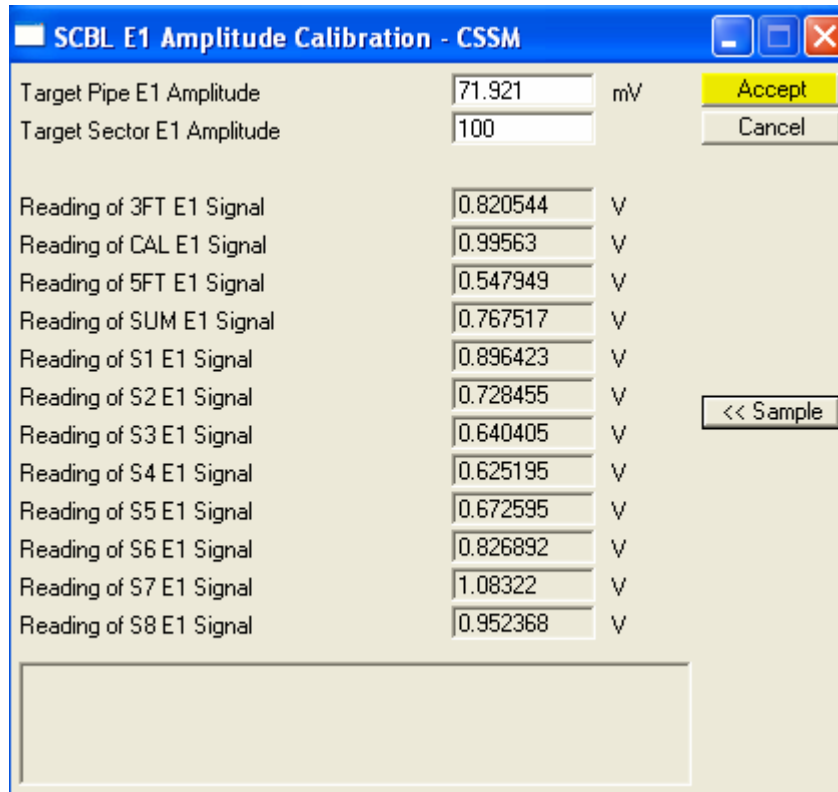 SCBL E1 Amplitude Calibration - CSSM
Target Pipe E1 Amplitude 71.921 mV Accept
Target Sector E1 Amplitude 100 Cancel
Reading of 3FT E1 Signal 0.820544 V
Reading of CAL E1 Signal 0.99563 V
Reading of 5FT E1 Signal 0.547949 V
Reading of SUM E1 Signal 0.767517 V
Reading of S1 E1 Signal 0.896423 V
Reading of S2 E1 Signal 0.728455 V
<< Sample
Reading of S3 E1 Signal 0.640405 V
Reading of S4 E1 Signal 0.625195 V
Reading of S5 E1 Signal 0.672595 V
Reading of S6 E1 Signal 0.826892 V
Reading of S7 E1 Signal 1.08322 V
Reading of S8 E1 Signal 0.952368 V